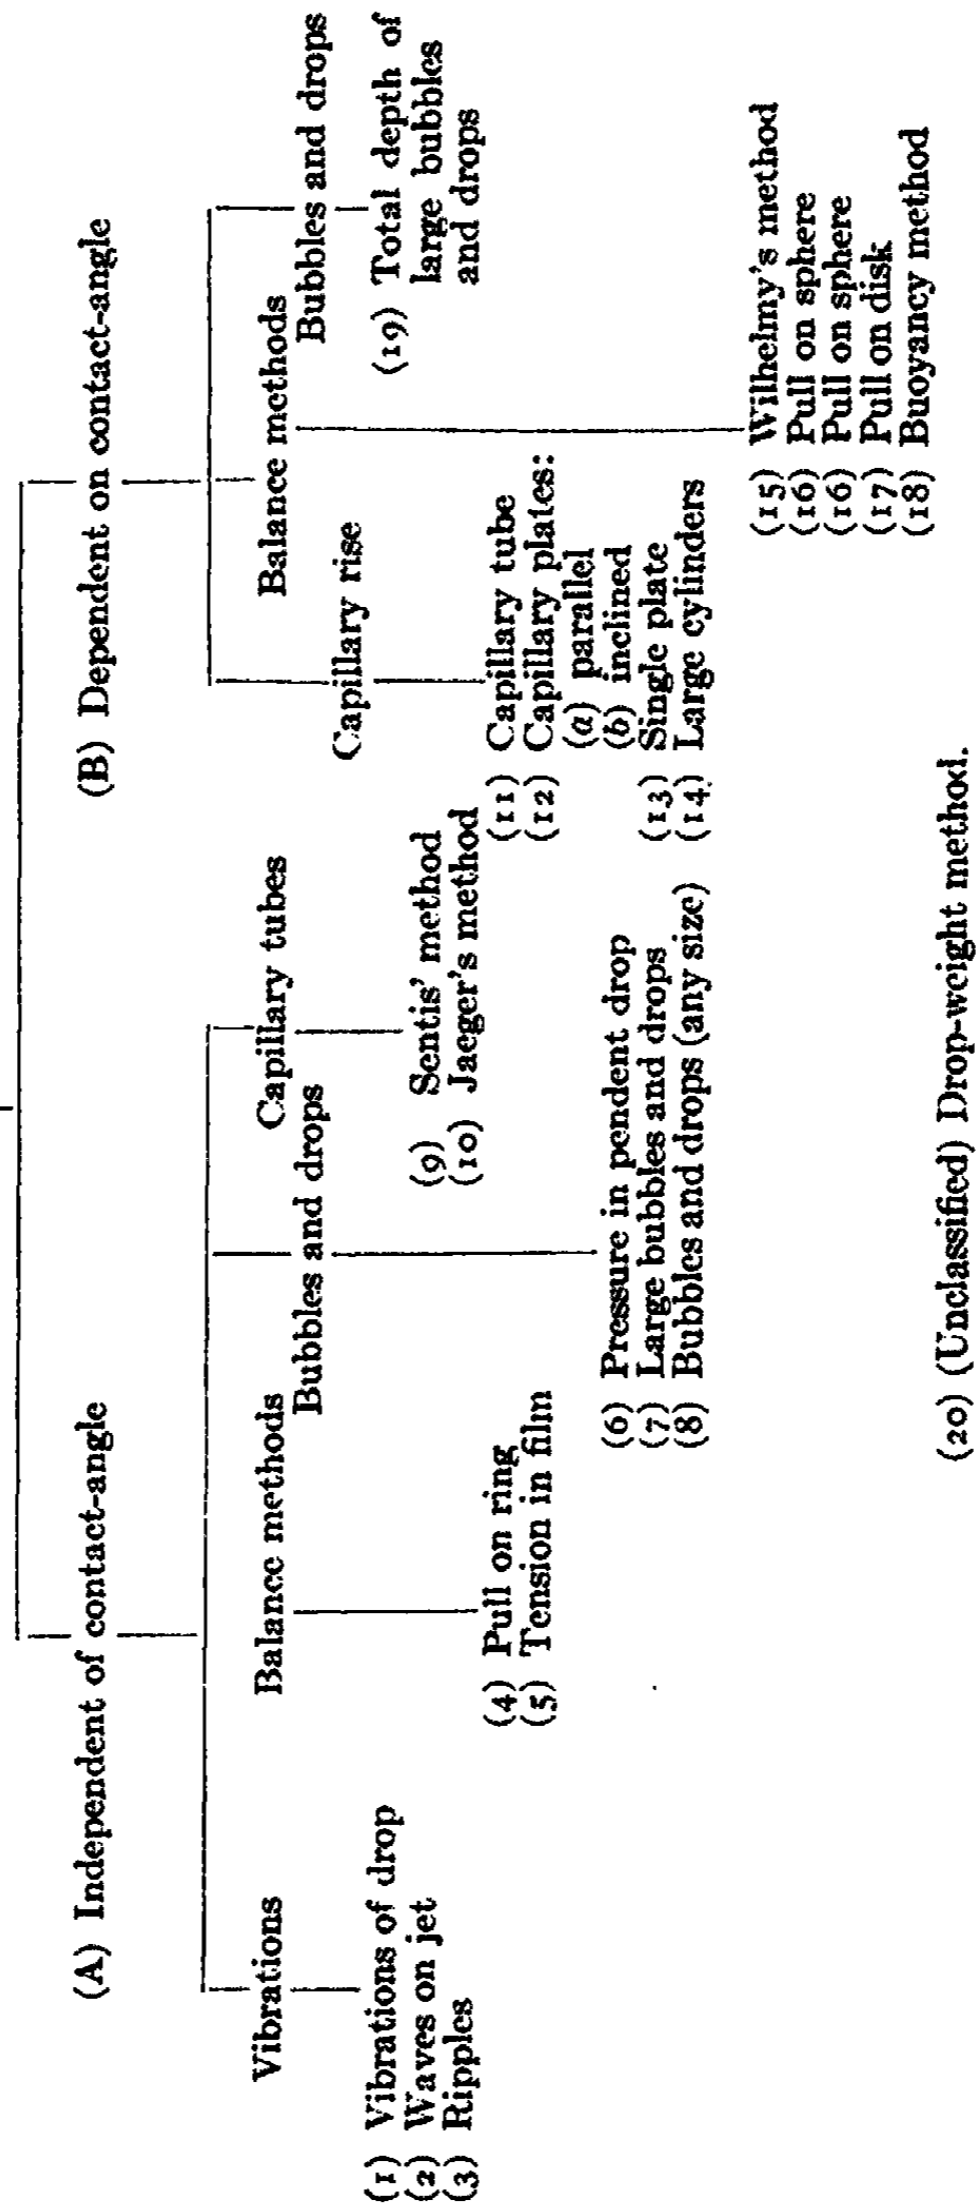 (A) Independent of contact-angle
(B) Dependent on contact-angle
Vibrations
(1) Vibrations of drop
(2) Waves on jet
(3) Ripples
Balance methods
(4) Pull on ring
(5) Tension in film
Bubbles and drops
(6) Pressure in pendent drop
(7) Large bubbles and drops
(8) Bubbles and drops (any size)
Capillary tubes
(9) Sentis' method
(10) Jaeger's method
Capillary rise
(11) Capillary tube
(12) Capillary plates:
(a) parallel
(b) inclined
(13) Single plate
(14) Large cylinders
Balance methods
(15) Wilhelmy's method
(16) Pull on sphere
(16) Pull on sphere
(17) Pull on disk
(18) Buoyancy method
Bubbles and drops
(19) Total depth of
large bubbles
and drops
(20) (Unclassified) Drop-weight method.